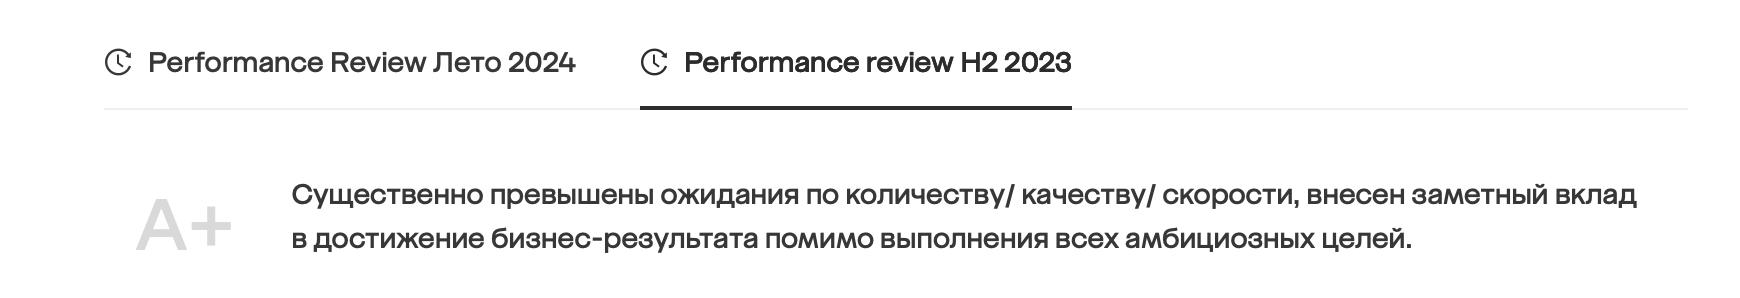 Performance Review Лето 2024 Performance review H2 2023
A+ Существенно превышены ожидания по количеству/ качеству/ скорости, внесен заметный вклад
в достижение бизнес-результата помимо выполнения всех амбициозных целей.